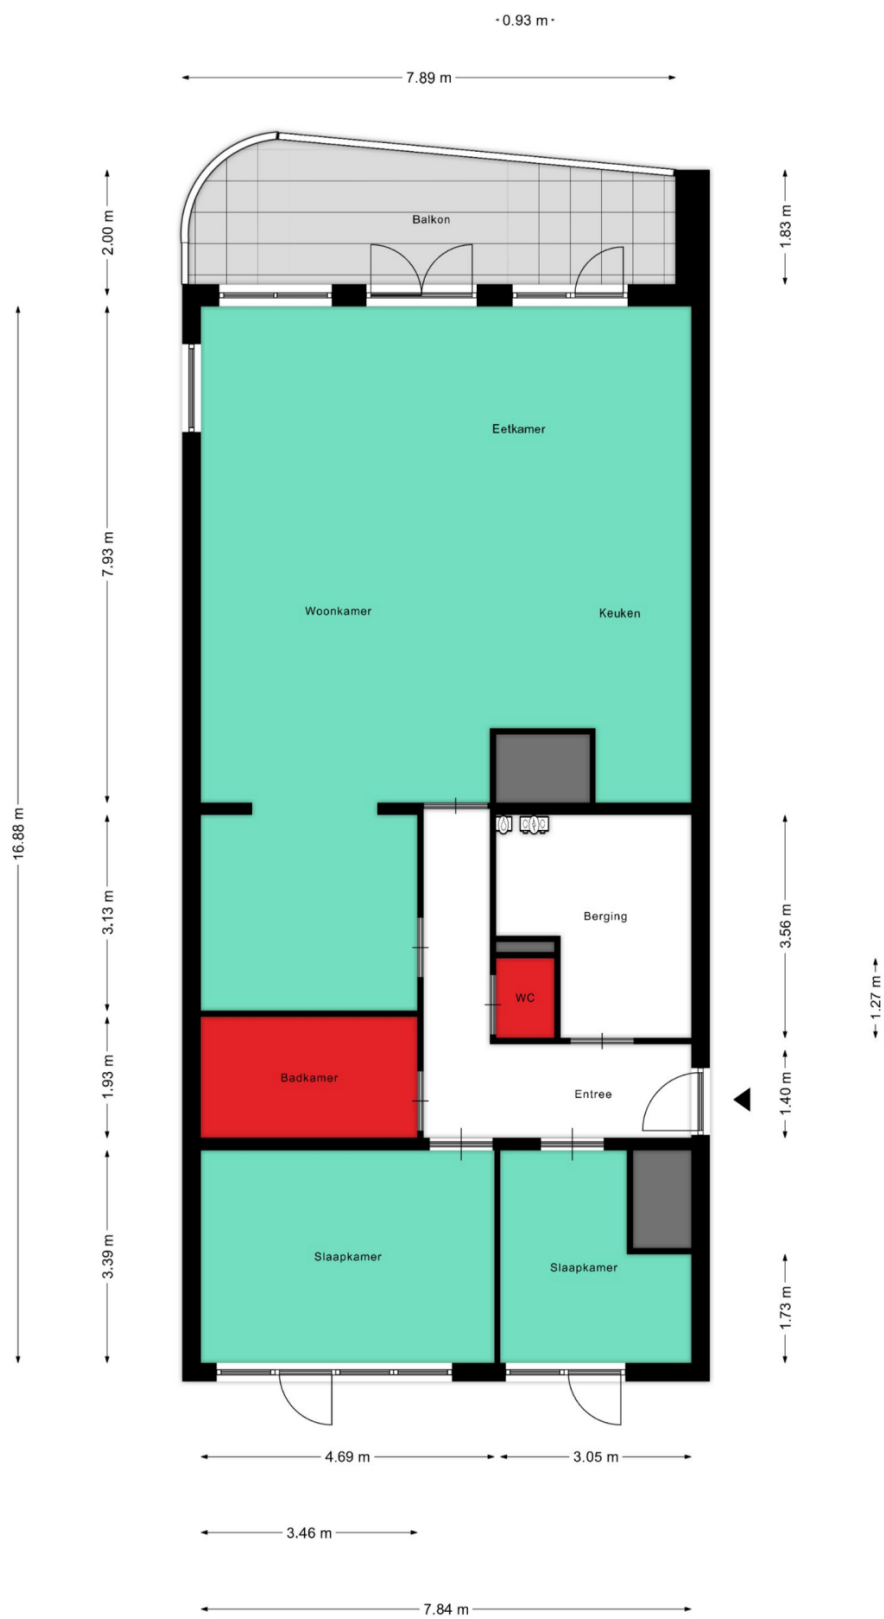 0.93 m
7.89 m
2.00 m
1.83 m
Balkon
Eetkamer
7.93 m
Woonkamer
Keuken
16.88 m
3.13 m
3.56 m
Berging
1.27 m
WC
Badkamer
1.93 m
Entree
1.40 m
3.39 m
Slaapkamer
Slaapkamer
1.73 m
4.69 m
3.05 m
3.46 m
7.84 m